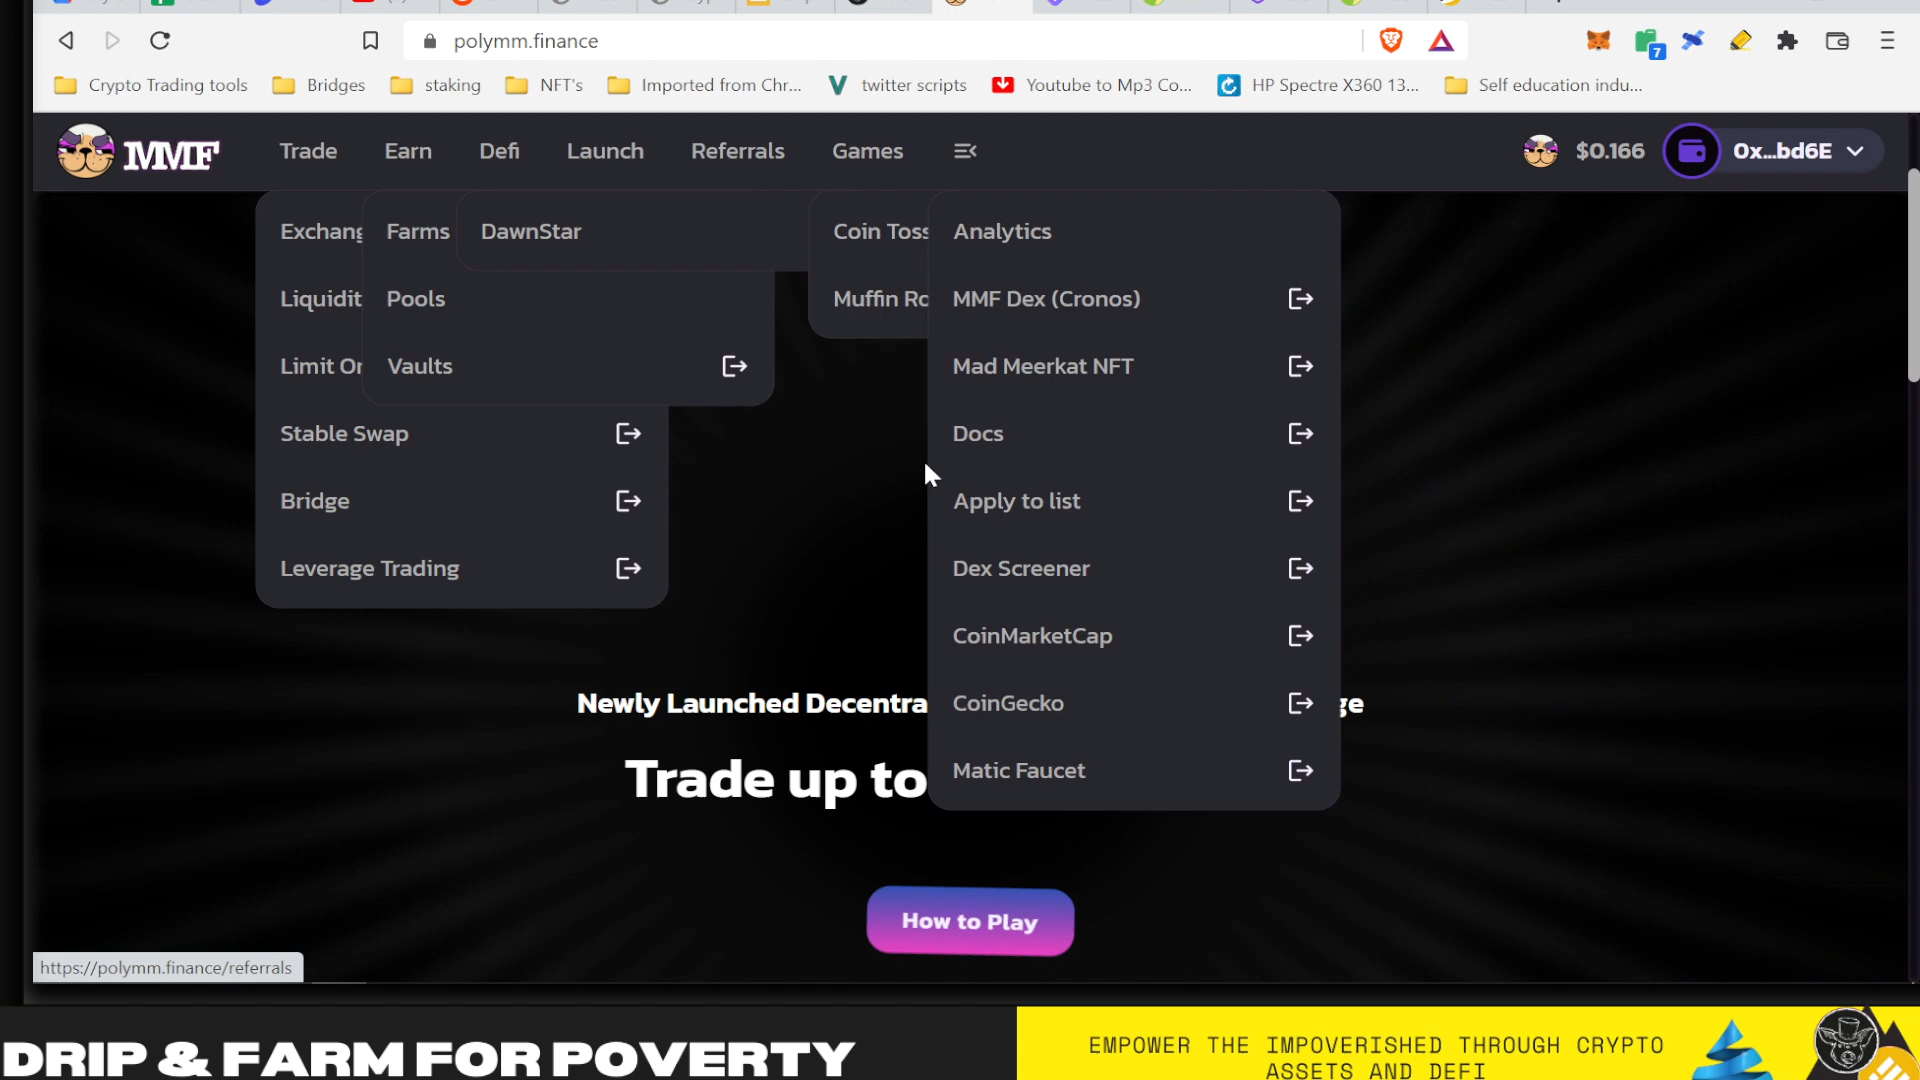 polymm.finance
7
Crypto Trading tools
Bridges
staking
NFT's
Imported from Chr...
twitter scripts
Youtube to Mp3 Co...
HP Spectre X360 13...
Self education indu...
MMF
Trade
Earn
Defi
Launch
Referrals
Games
$0.166
0x...bd6E
Exchang
Farms
DawnStar
Coin Toss
Analytics
Liquidit
Pools
Muffin Ro
MMF Dex (Cronos)
Limit Or
Vaults
Mad Meerkat NFT
Stable Swap
Docs
Bridge
Apply to list
Leverage Trading
Dex Screener
CoinMarketCap
Newly Launched Decentra
CoinGecko
ge
Trade up to
Matic Faucet
How to Play
https://polymm.finance/referrals
DRIP & FARM FOR POVERTY
EMPOWER THE IMPOVERISHED THROUGH CRYPTO
ASSETS AND DEFI